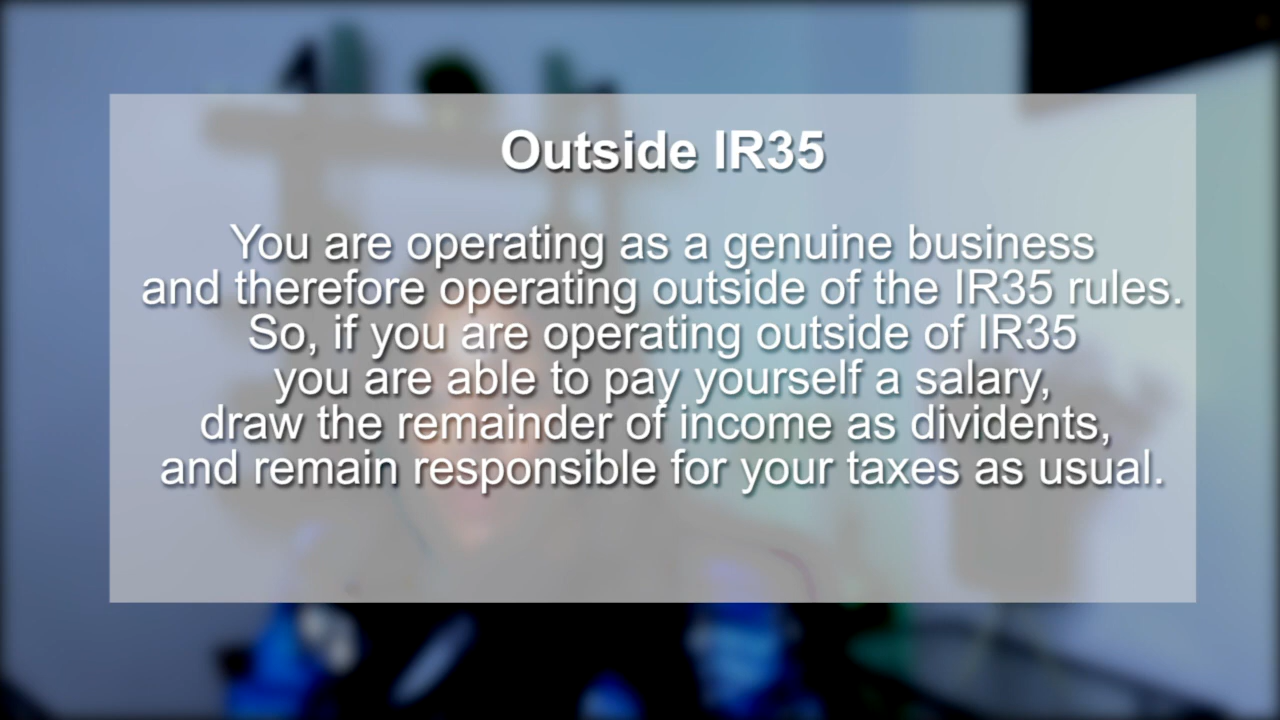 Outside IR35
You are operating as a genuine business
and therefore operating outside of the IR35 rules.
So, if you are operating outside of IR35
you are able to pay yourself a salary,
draw the remainder of income as dividents,
and remain responsible for your taxes as usual.